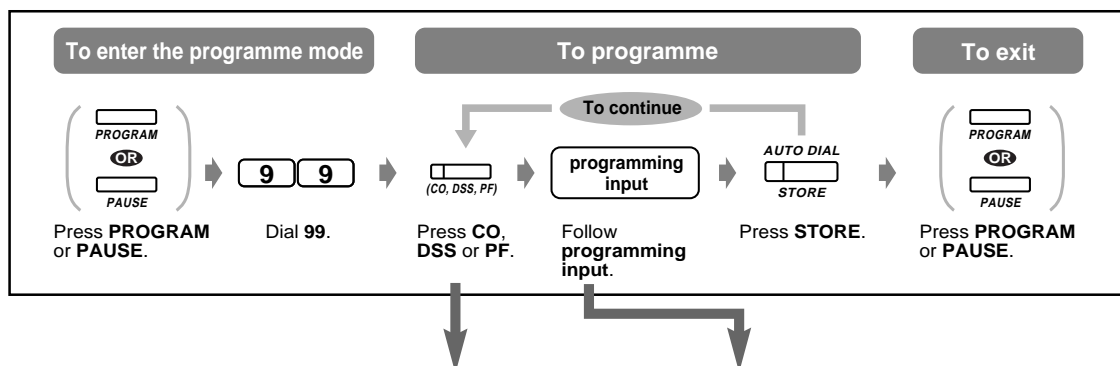 To enter the programme mode
To programme
To exit
To continue
PROGRAM
OR
PAUSE
9 9
(CO, DSS, PF)
programming
input
AUTO DIAL
STORE
PROGRAM
OR
PAUSE
Press PROGRAM
or PAUSE.
Dial 99.
Press CO,
DSS or PF.
Follow
programming
input.
Press STORE.
Press PROGRAM
or PAUSE.